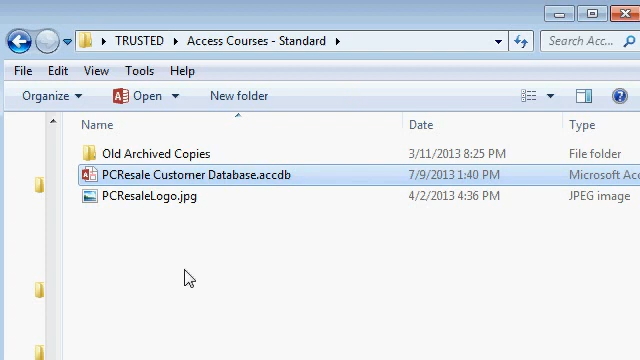 TRUSTED Access Courses - Standard Search Acc...
File Edit View Tools Help
Organize Open New folder
Name Date Type
Old Archived Copies 3/11/2013 8:25 PM File folder
PCResale Customer Database.accdb 7/9/2013 1:40 PM Microsoft Acc
PCResaleLogo.jpg 4/2/2013 4:36 PM JPEG image